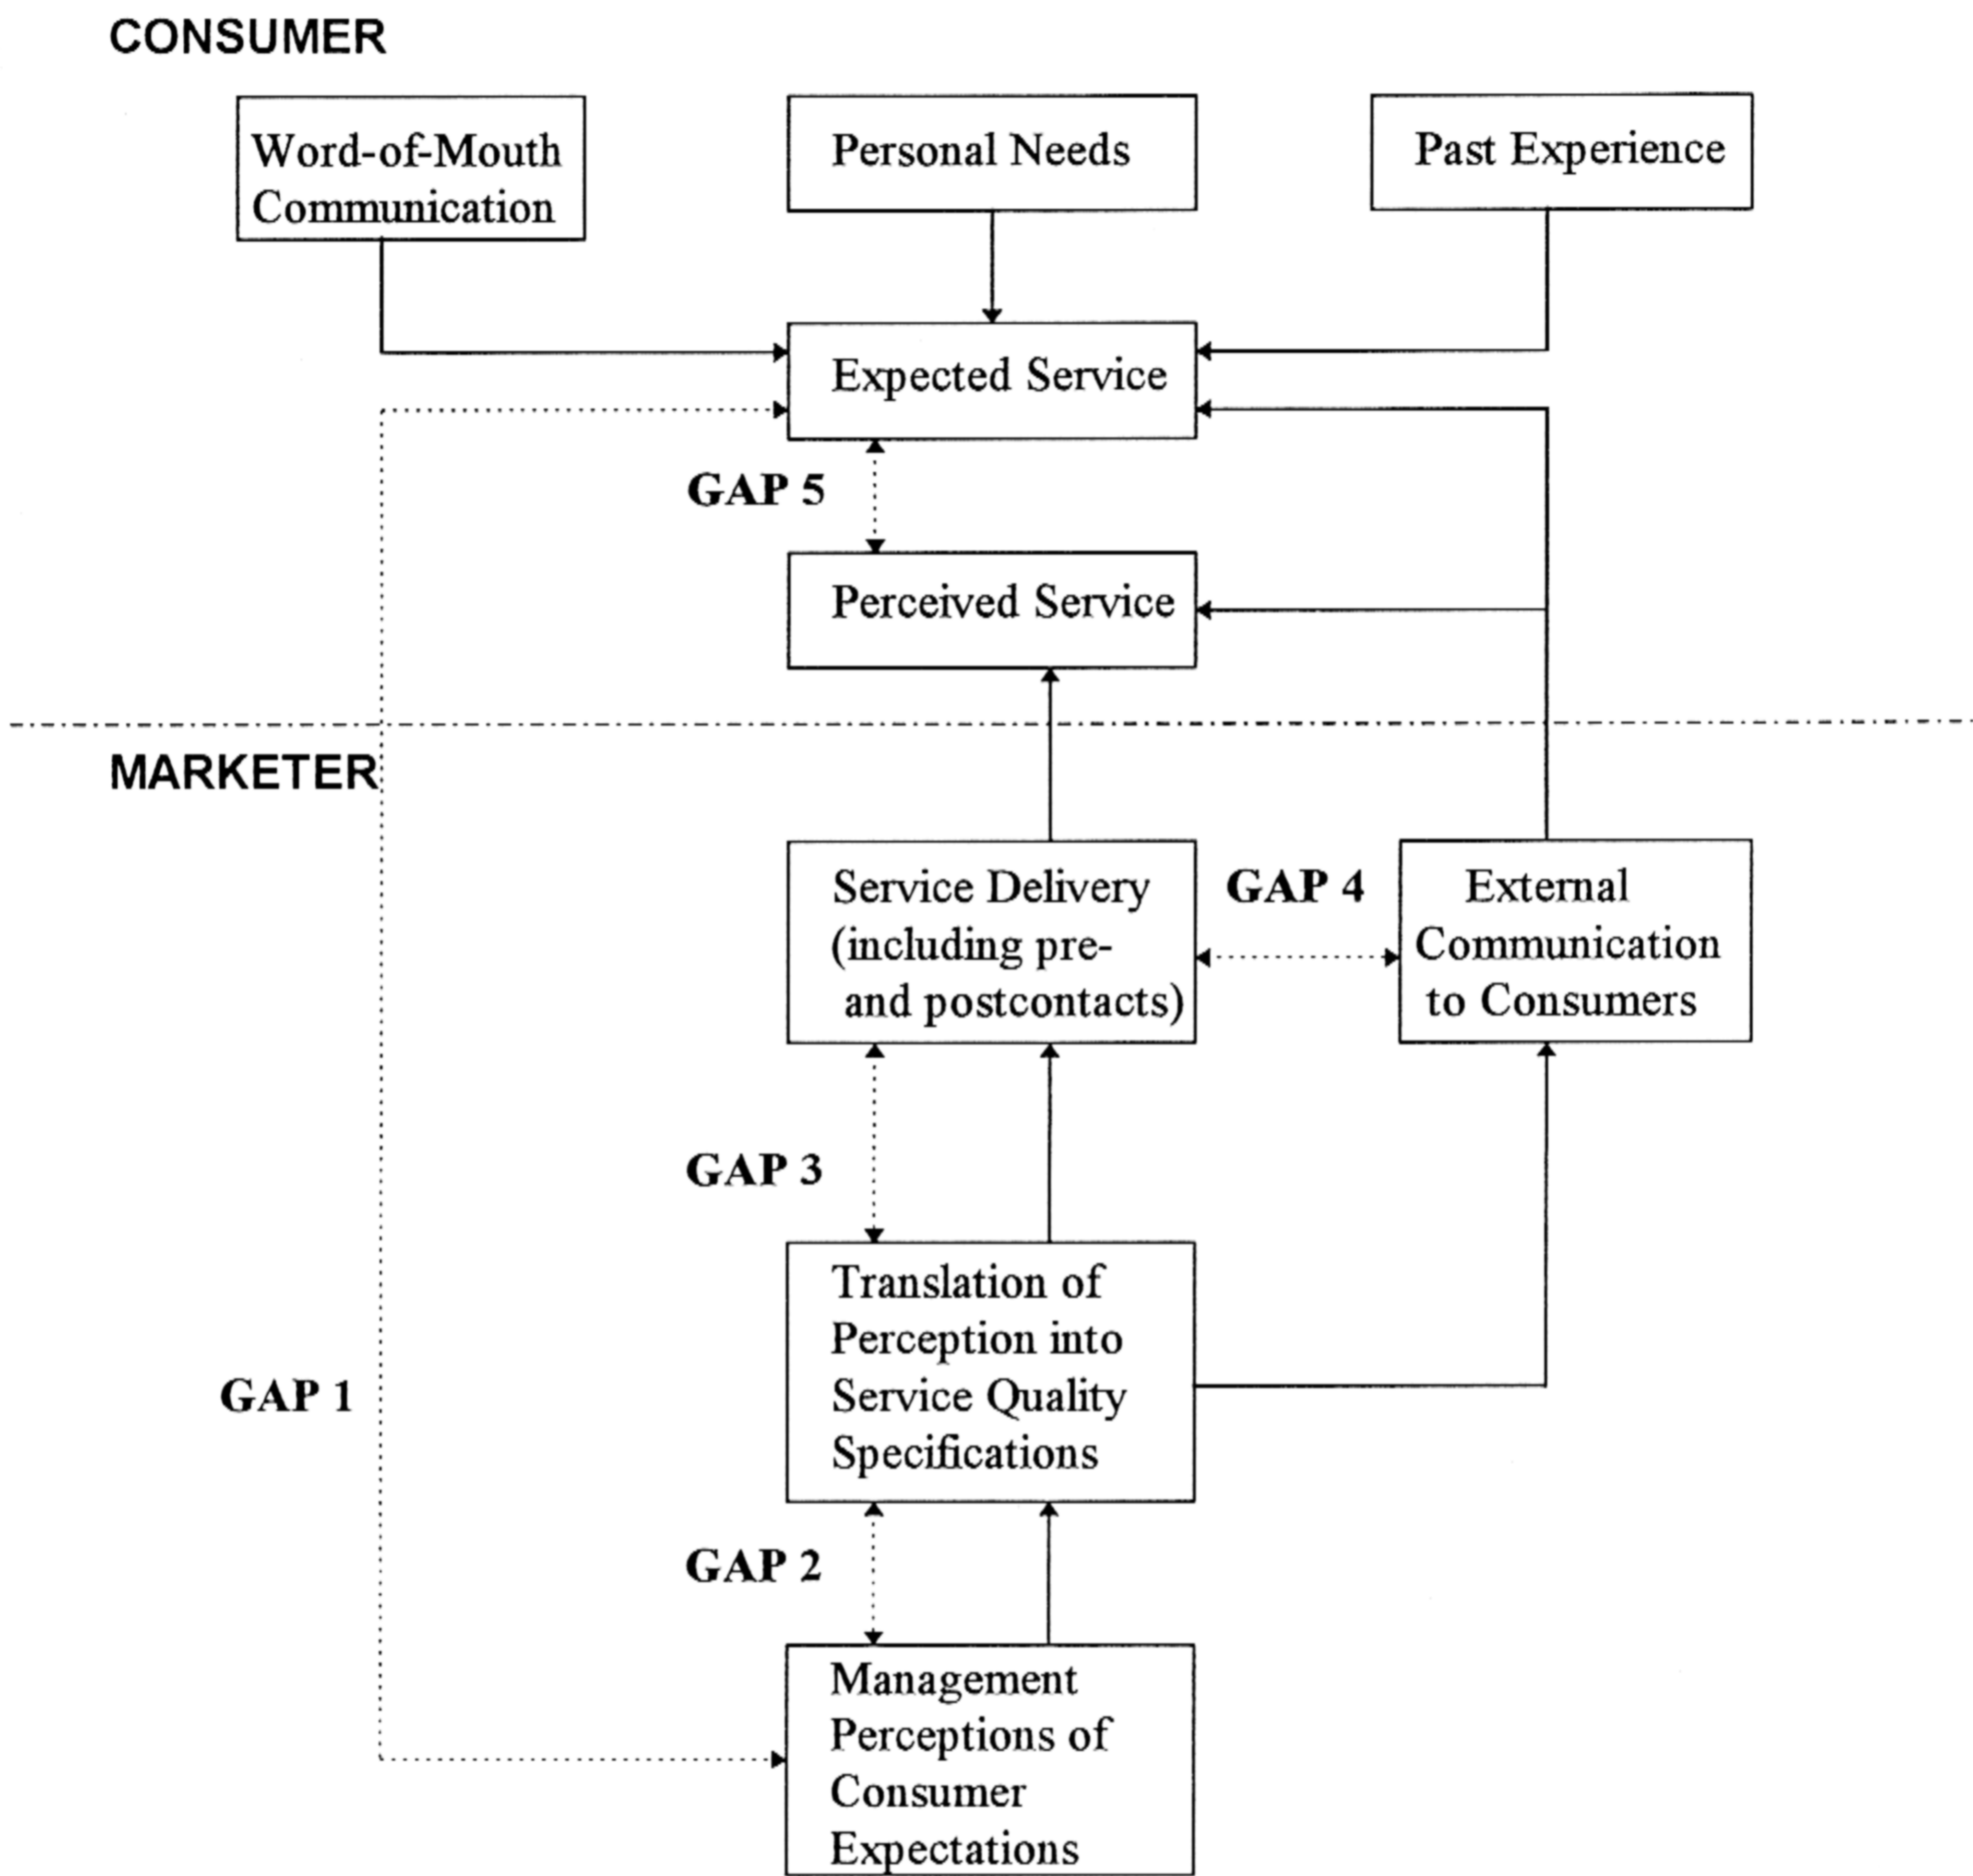 CONSUMER
Word-of-Mouth
Communication
Personal Needs
Past Experience
Expected Service
GAP 5
Perceived Service
MARKETER
Service Delivery
(including pre-
and postcontacts)
GAP 4
External
Communication
to Consumers
GAP 3
Translation of
Perception into
Service Quality
Specifications
GAP 1
GAP 2
Management
Perceptions of
Consumer
Expectations